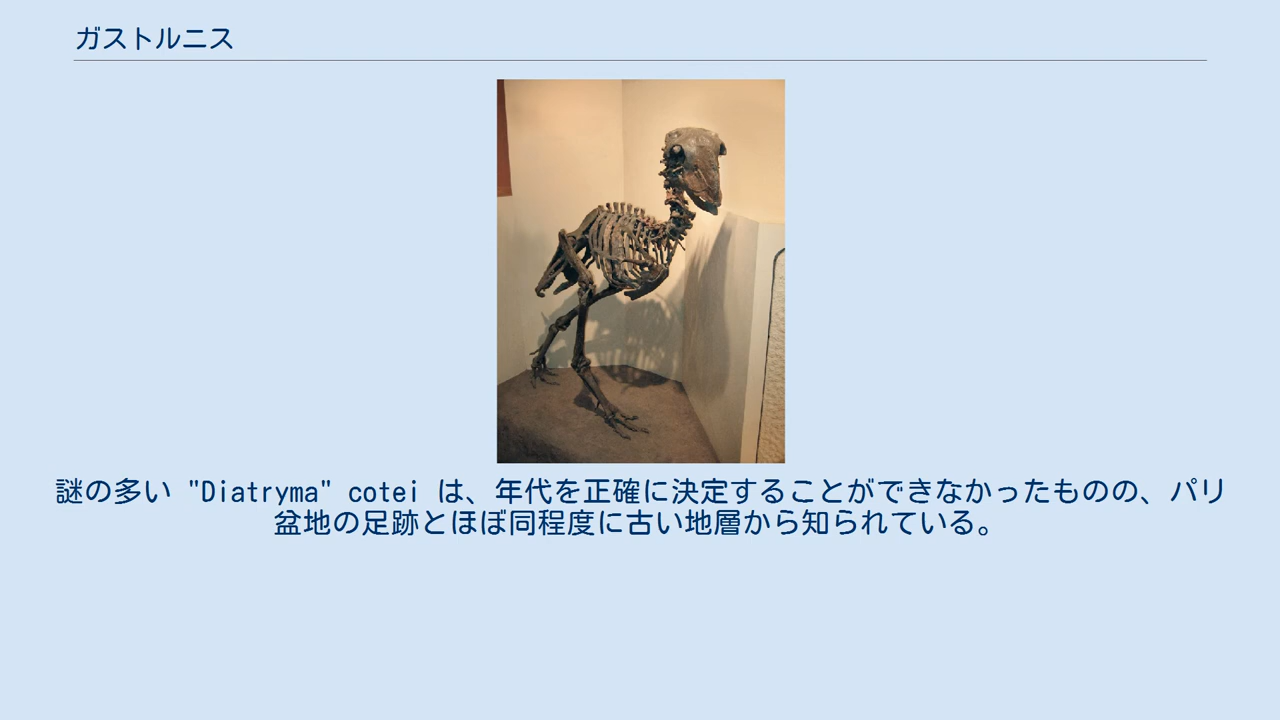 ガストルニス
謎の多い "Diatryma" cotei は、年代を正確に決定することができなかったものの、パリ
盆地の足跡とほぼ同程度に古い地層から知られている。